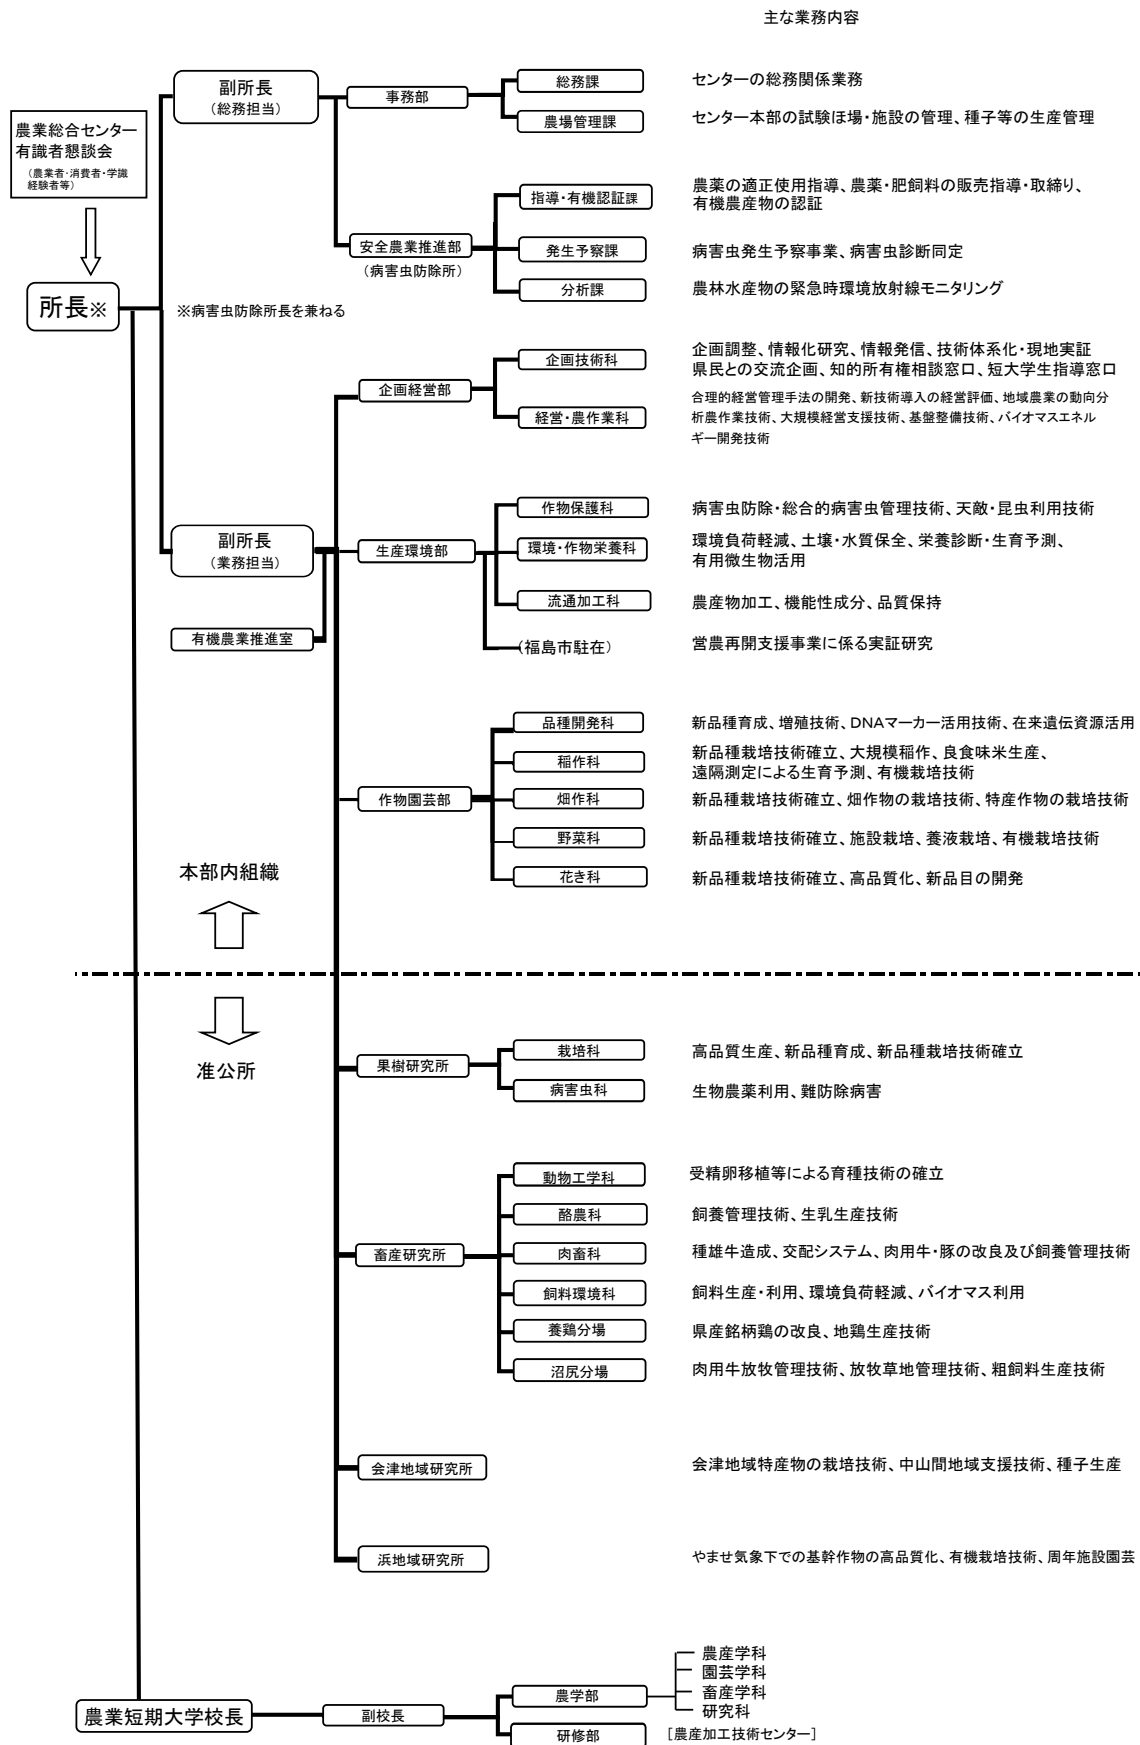 主な業務内容
農業総合センター
有識者懇談会
（農業者・消費者・学識
経験者等）
所長※
※病害虫防除所長を兼ねる
副所長
（総務担当）
事務部
総務課
センターの総務関係業務
農場管理課
センター本部の試験ほ場・施設の管理、種子等の生産管理
安全農業推進部
（病害虫防除所）
指導・有機認証課
農薬の適正使用指導、農薬・肥飼料の販売指導・取締り、
有機農産物の認証
発生予察課
病害虫発生予察事業、病害虫診断同定
分析課
農林水産物の緊急時環境放射線モニタリング
副所長
（業務担当）
有機農業推進室
企画経営部
企画技術科
企画調整、情報化研究、情報発信、技術体系化・現地実証
県民との交流企画、知的所有権相談窓口、短大学生指導窓口
経営・農作業科
合理的経営管理手法の開発、新技術導入の経営評価、地域農業の動向分
析農作業技術、大規模経営支援技術、基盤整備技術、バイオマスエネル
ギー開発技術
生産環境部
作物保護科
病害虫防除・総合的病害虫管理技術、天敵・昆虫利用技術
環境・作物栄養科
環境負荷軽減、土壌・水質保全、栄養診断・生育予測、
有用微生物活用
流通加工科
農産物加工、機能性成分、品質保持
（福島市駐在）
営農再開支援事業に係る実証研究
作物園芸部
品種開発科
新品種育成、増殖技術、DNAマーカー活用技術、在来遺伝資源活用
稲作科
新品種栽培技術確立、大規模稲作、良食味米生産、
遠隔測定による生育予測、有機栽培技術
畑作科
新品種栽培技術確立、畑作物の栽培技術、特産作物の栽培技術
野菜科
新品種栽培技術確立、施設栽培、養液栽培、有機栽培技術
花き科
新品種栽培技術確立、高品質化、新品目の開発
本部内組織
准公所
果樹研究所
栽培科
高品質生産、新品種育成、新品種栽培技術確立
病害虫科
生物農薬利用、難防除病害
畜産研究所
動物工学科
受精卵移植等による育種技術の確立
酪農科
飼養管理技術、生乳生産技術
肉畜科
種雄牛造成、交配システム、肉用牛・豚の改良及び飼養管理技術
飼料環境科
飼料生産・利用、環境負荷軽減、バイオマス利用
養鶏分場
県産銘柄鶏の改良、地鶏生産技術
沼尻分場
肉用牛放牧管理技術、放牧草地管理技術、粗飼料生産技術
会津地域研究所
会津地域特産物の栽培技術、中山間地域支援技術、種子生産
浜地域研究所
やませ気象下での基幹作物の高品質化、有機栽培技術、周年施設園芸
農業短期大学校長
副校長
農学部
農産学科
園芸学科
畜産学科
研究科
研修部
［農産加工技術センター］